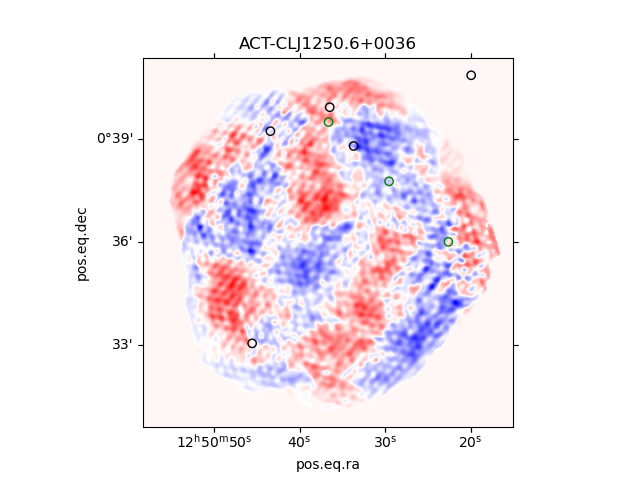 ACT-CLJ1250.6+0036
pos.eq.dec
0°39'
36'
33'
12ʰ50ᵐ50ˢ 40ˢ 30ˢ 20ˢ
pos.eq.ra